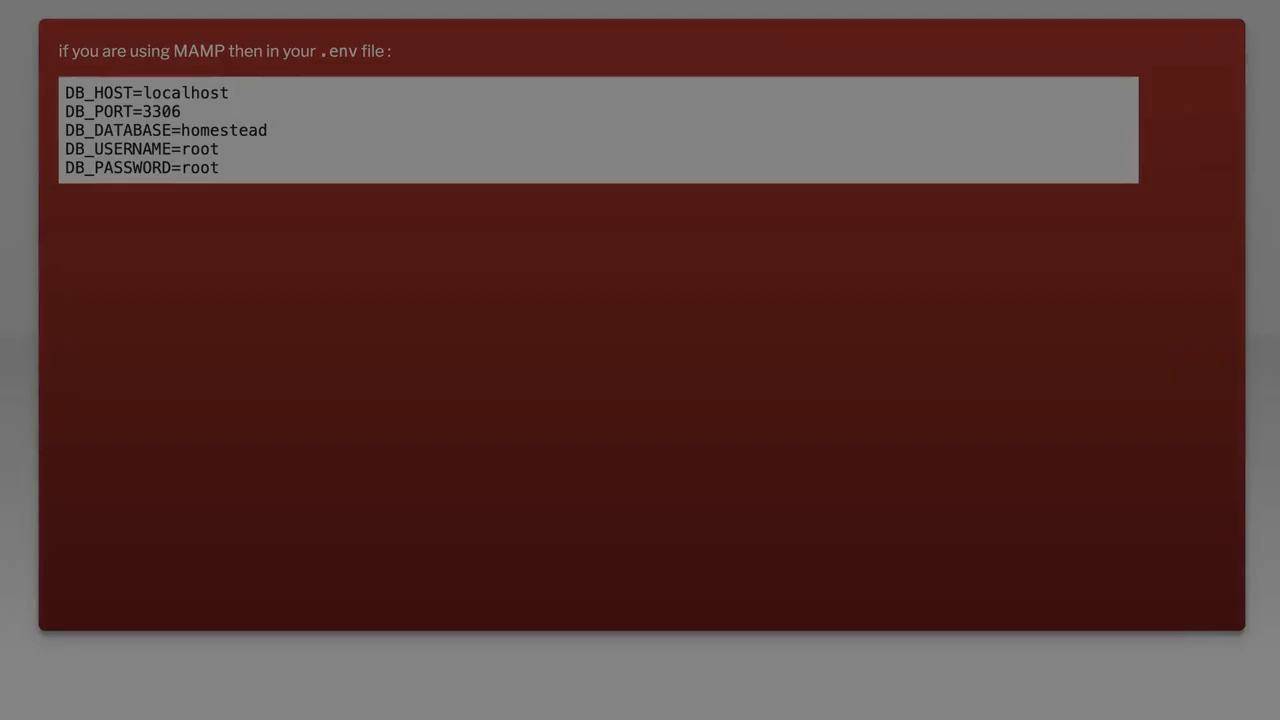 if you are using MAMP then in your .env file :
DB_HOST=localhost
DB_PORT=3306
DB_DATABASE=homestead
DB_USERNAME=root
DB_PASSWORD=root